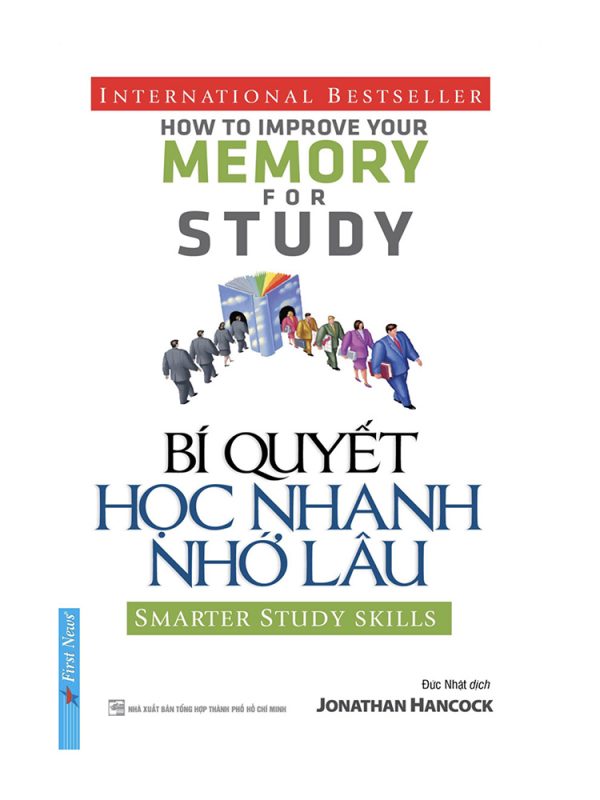 INTERNATIONAL BESTSELLER
HOW TO IMPROVE YOUR
MEMORY
FOR
STUDY
BÍ QUYẾT
HỌC NHANH
NHỚ LÂU
SMARTER STUDY SKILLS
First News®
Đức Nhật dịch
NHÀ XUẤT BẢN TỔNG HỢP THÀNH PHỐ HỒ CHÍ MINH
JONATHAN HANCOCK